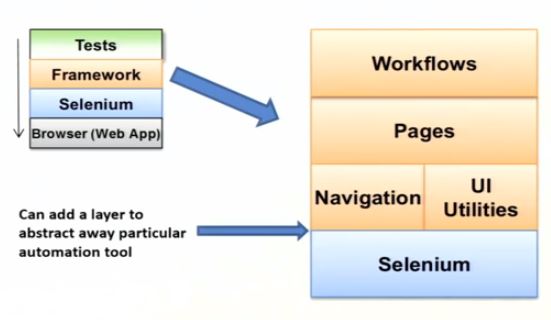 Tests
Framework
Selenium
Browser (Web App)
Can add a layer to
abstract away particular
automation tool
Workflows
Pages
Navigation
UI
Utilities
Selenium